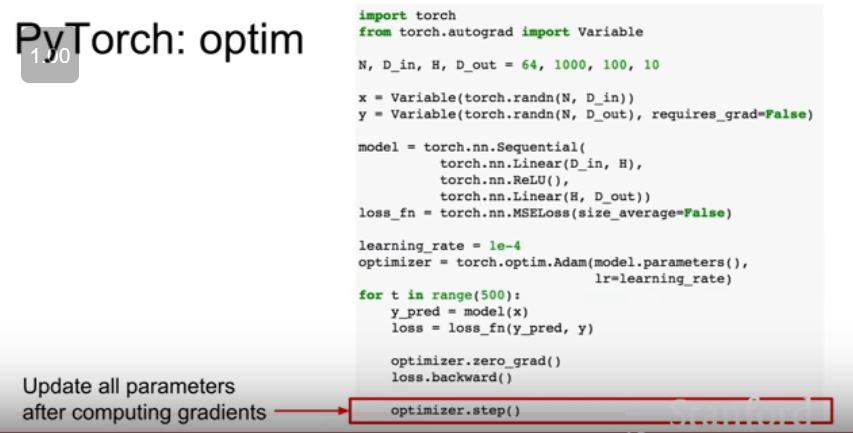 PyTorch: optim
1.00
import torch
from torch.autograd import Variable
N, D_in, H, D_out = 64, 1000, 100, 10
x = Variable(torch.randn(N, D_in))
y = Variable(torch.randn(N, D_out), requires_grad=False)
model = torch.nn.Sequential(
torch.nn.Linear(D_in, H),
torch.nn.ReLU(),
torch.nn.Linear(H, D_out))
loss_fn = torch.nn.MSELoss(size_average=False)
learning_rate = 1e-4
optimizer = torch.optim.Adam(model.parameters(),
lr=learning_rate)
for t in range(500):
y_pred = model(x)
loss = loss_fn(y_pred, y)
optimizer.zero_grad()
loss.backward()
optimizer.step()
Update all parameters
after computing gradients
Stanford